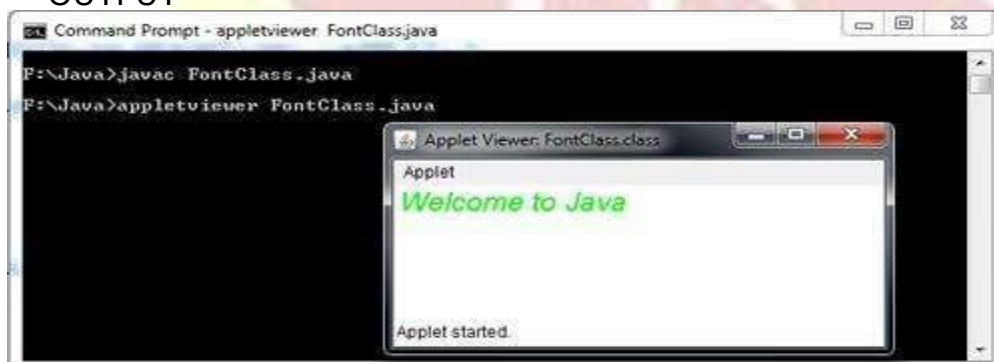 OUTPUT
Command Prompt - appletviewer FontClass.java
F:\Java>javac FontClass.java
F:\Java>appletviewer FontClass.java
Applet Viewer: FontClass.class
Applet
Welcome to Java
Applet started.